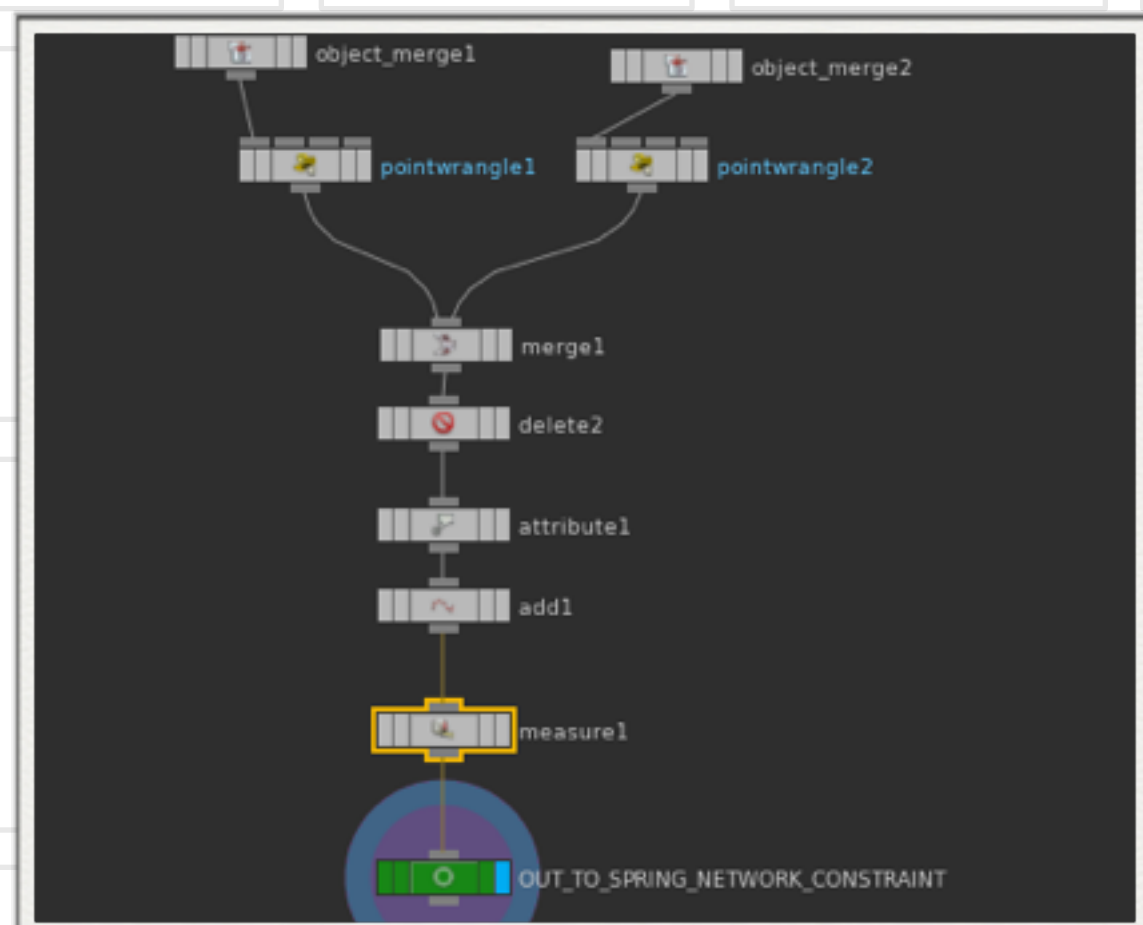 object_merge1
object_merge2
pointwrangle1
pointwrangle2
merge1
delete2
attribute1
add1
measure1
OUT_TO_SPRING_NETWORK_CONSTRAINT